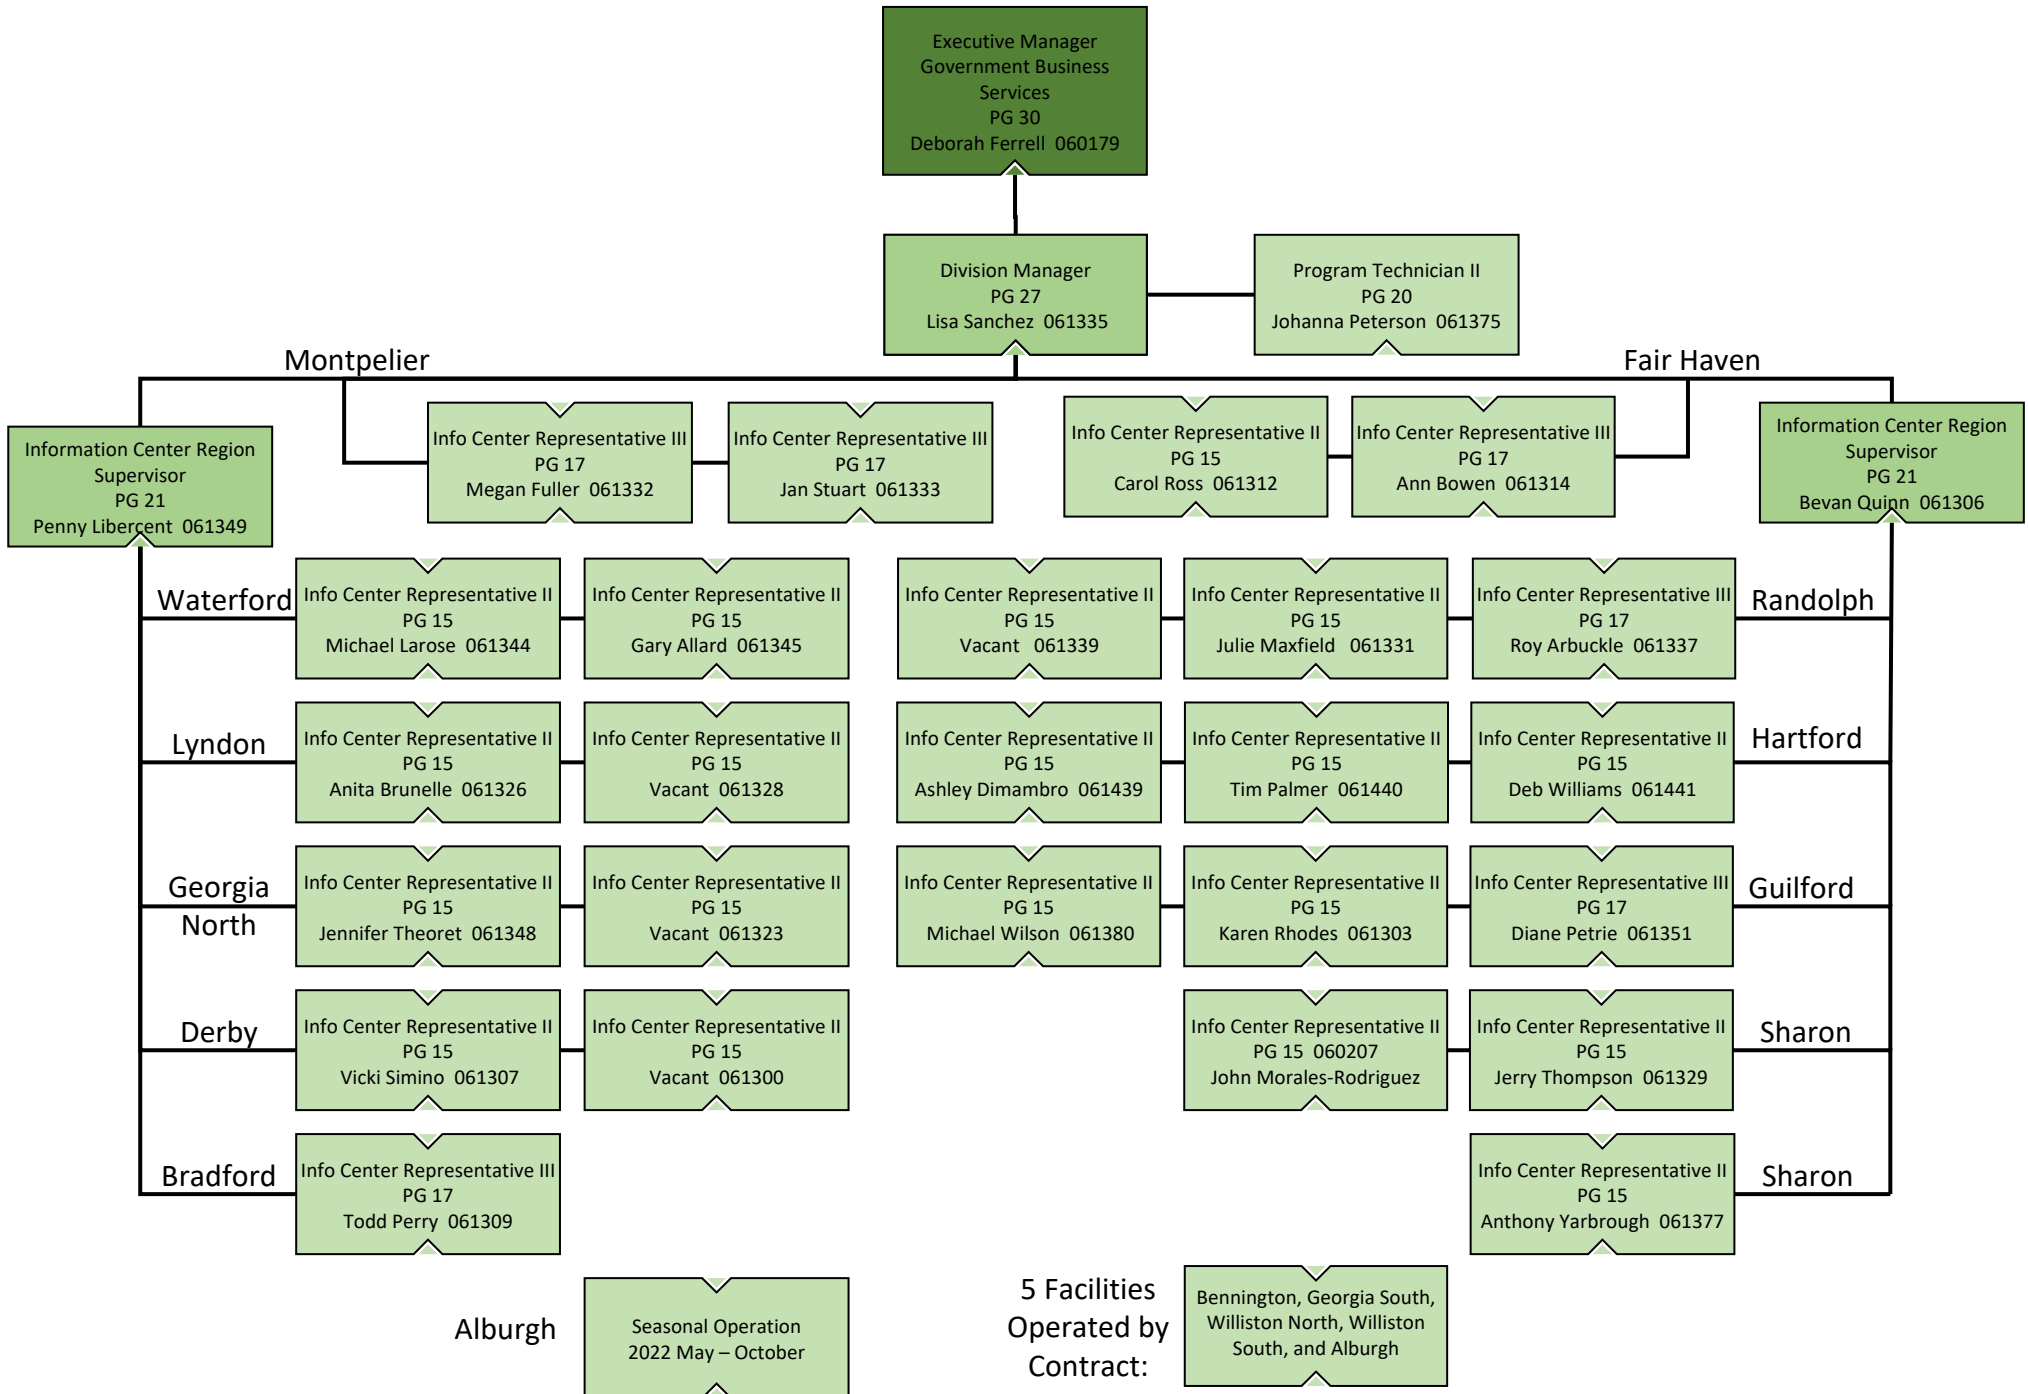 Executive Manager
Government Business
Services
PG 30
Deborah Ferrell 060179
Division Manager
PG 27
Lisa Sanchez 061335
Program Technician II
PG 20
Johanna Peterson 061375
Montpelier
Fair Haven
Information Center Region
Supervisor
PG 21
Penny Libercent 061349
Info Center Representative III
PG 17
Megan Fuller 061332
Info Center Representative III
PG 17
Jan Stuart 061333
Info Center Representative II
PG 15
Carol Ross 061312
Info Center Representative III
PG 17
Ann Bowen 061314
Information Center Region
Supervisor
PG 21
Bevan Quinn 061306
Waterford
Info Center Representative II
PG 15
Michael Larose 061344
Info Center Representative II
PG 15
Gary Allard 061345
Info Center Representative II
PG 15
Vacant 061339
Info Center Representative II
PG 15
Julie Maxfield 061331
Info Center Representative III
PG 17
Roy Arbuckle 061337
Randolph
Lyndon
Info Center Representative II
PG 15
Anita Brunelle 061326
Info Center Representative II
PG 15
Vacant 061328
Info Center Representative II
PG 15
Ashley Dimambro 061439
Info Center Representative II
PG 15
Tim Palmer 061440
Info Center Representative II
PG 15
Deb Williams 061441
Hartford
Georgia
North
Info Center Representative II
PG 15
Jennifer Theoret 061348
Info Center Representative II
PG 15
Vacant 061323
Info Center Representative II
PG 15
Michael Wilson 061380
Info Center Representative II
PG 15
Karen Rhodes 061303
Info Center Representative III
PG 17
Diane Petrie 061351
Guilford
Derby
Info Center Representative II
PG 15
Vicki Simino 061307
Info Center Representative II
PG 15
Vacant 061300
Info Center Representative II
PG 15 060207
John Morales-Rodriguez
Info Center Representative II
PG 15
Jerry Thompson 061329
Sharon
Bradford
Info Center Representative III
PG 17
Todd Perry 061309
Info Center Representative II
PG 15
Anthony Yarbrough 061377
Sharon
Alburgh
Seasonal Operation
2022 May – October
5 Facilities
Operated by
Contract:
Bennington, Georgia South,
Williston North, Williston
South, and Alburgh